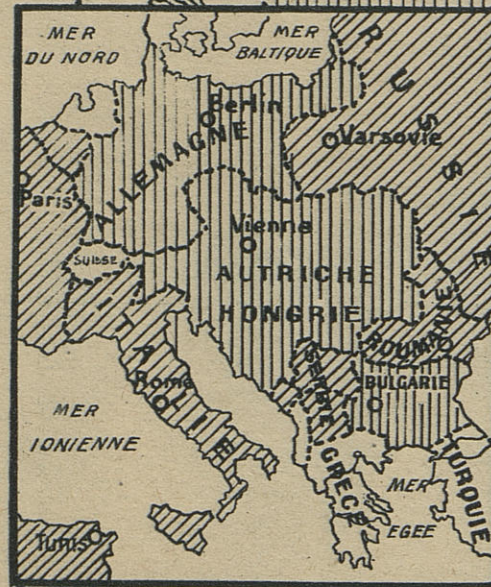 MER
DU NORD
MER
BALTIQUE
RUSSIE
Berlin
Varsovie
ALLEMAGNE
Paris
Vienne
SUISSE
AUTRICHE
HONGRIE
ITALIE
ROUMANIE
SERBIE
BULGARIE
Rome
MER
IONIENNE
GRÈCE
MER
EGEE
TURQUIE
Tunis